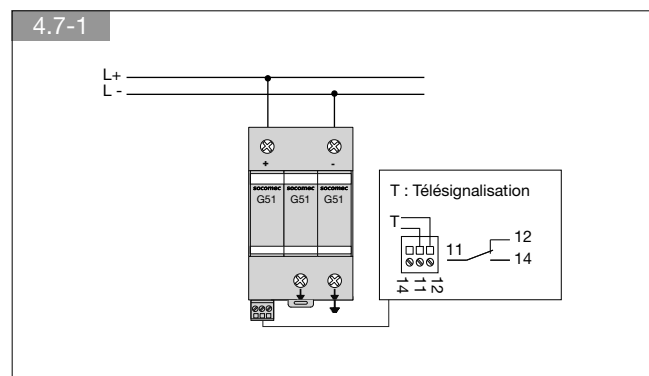 4.7-1
L+
L -
+ -
socomec socomec socomec
G51 G51 G51
T : Télésignalisation
T
11 12
14
14 11 12